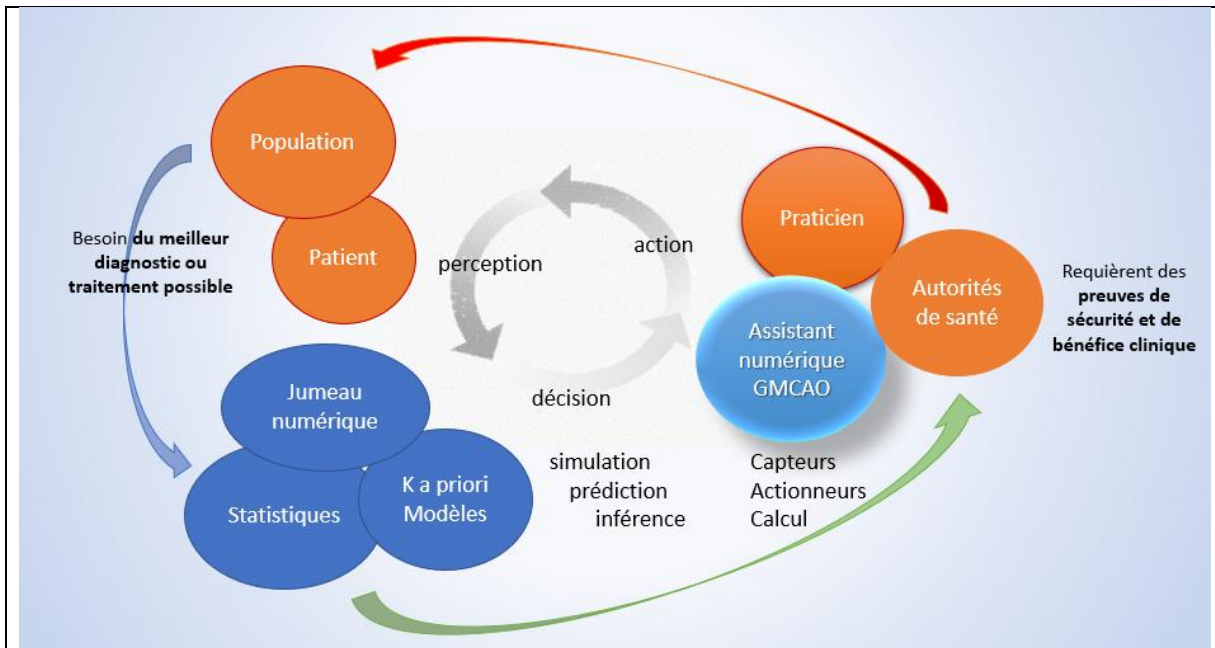 Population
Patient
Besoin du meilleur
diagnostic ou
traitement possible
perception
action
décision
Praticien
Assistant
numérique
GMCAO
Autorités
de santé
Requièrent des
preuves de
sécurité et de
bénéfice clinique
Jumeau
numérique
Statistiques
K a priori
Modèles
simulation
prédiction
inférence
Capteurs
Actionneurs
Calcul